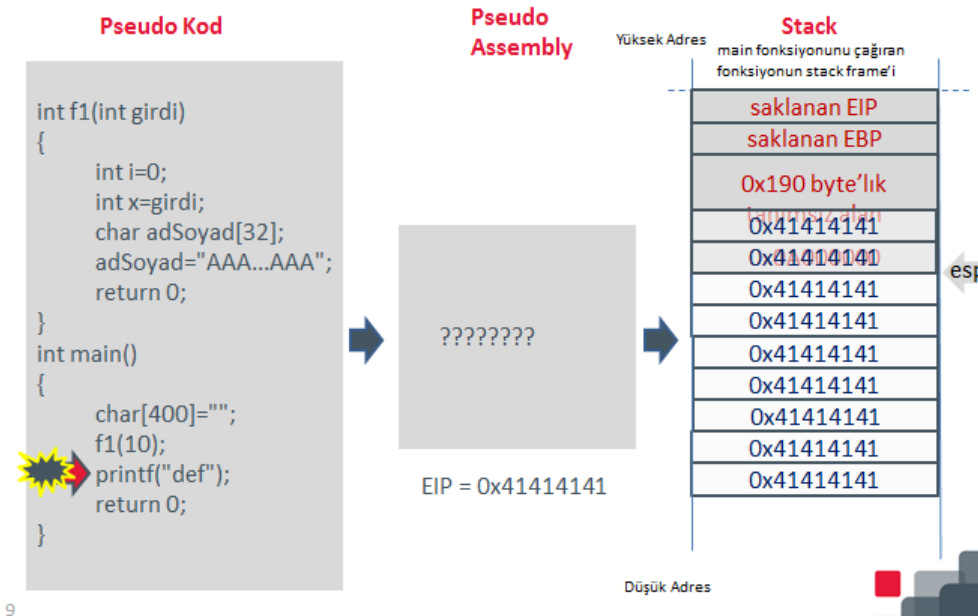 Pseudo Kod
int f1(int girdi)
{
int i=0;
int x=girdi;
char adSoyad[32];
adSoyad="AAA...AAA";
return 0;
}
int main()
{
char[400]="";
f1(10);
printf("def");
return 0;
}
Pseudo
Assembly
????????
EIP = 0x41414141
Yüksek Adres
Stack
main fonksiyonunu çağıran
fonksiyonun stack frame'i
saklanan EIP
saklanan EBP
0x190 byte'lık
tanımsız alan
0x41414141
0x41414141
0x41414141
0x41414141
0x41414141
0x41414141
0x41414141
0x41414141
0x41414141
esp
Düşük Adres
9